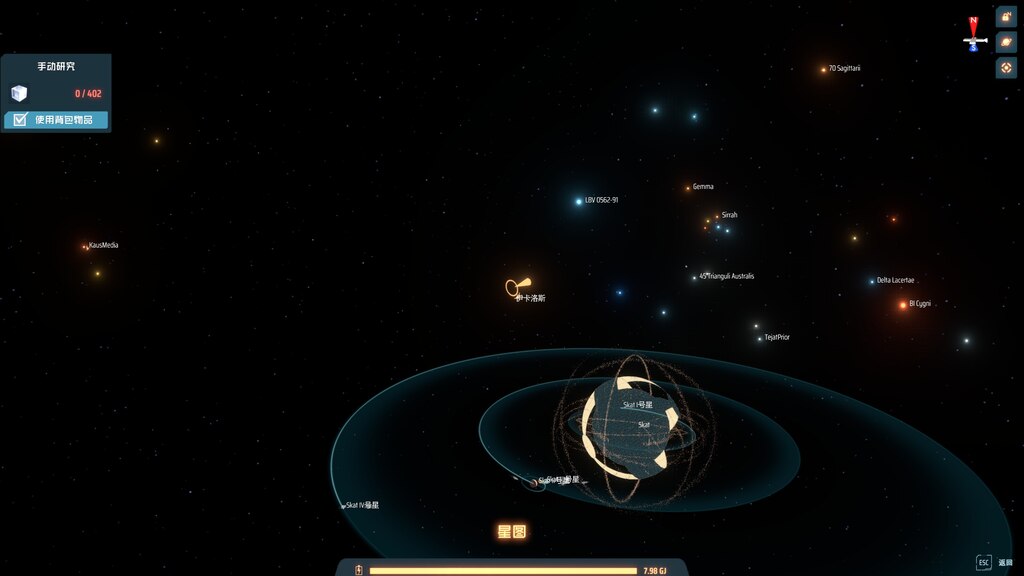 N
S
手动研究
0 / 402
使用背包物品
70 Sagittarii
Gemma
LBV 0562-91
Sirrah
KausMedia
45 Trianguli Australis
Delta Lacertae
伊卡洛斯
BI Cygni
TejatPrior
Skat I号星
Skat
Skat IV号星
星图
ESC 返回
7.98 GJ